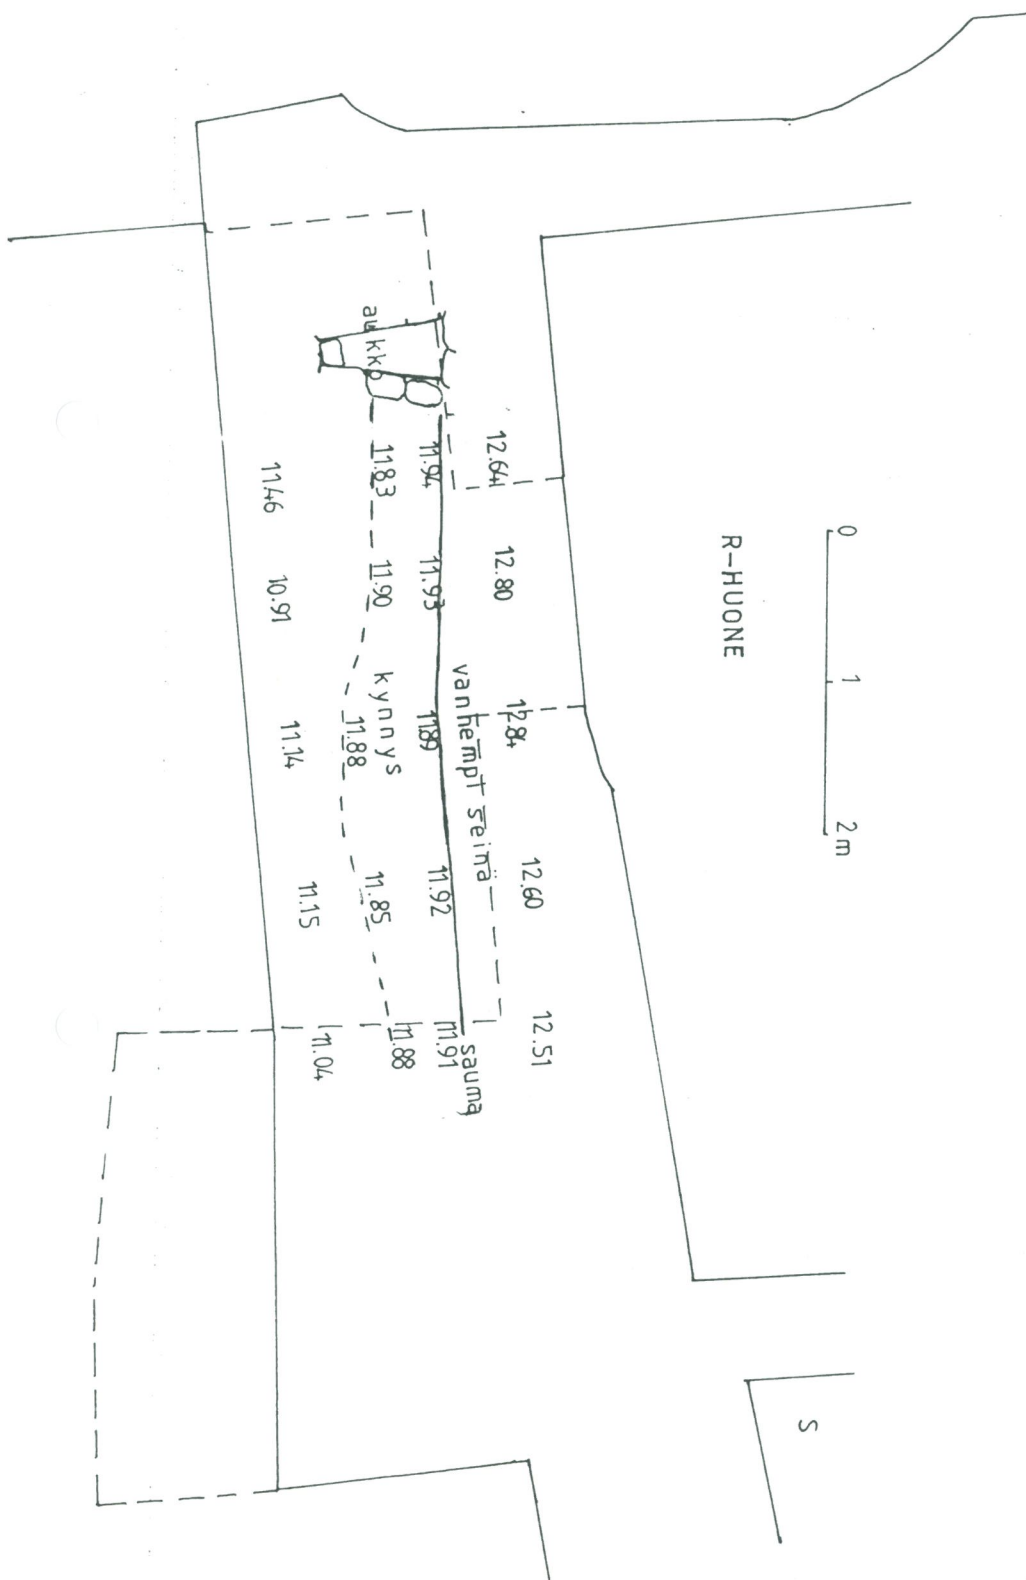 0 1 2 m
R-HUONE
12.64 12.80 12.84 12.60 12.51
vanhempi seinä
sauma
11.94 11.93 11.89 11.92 11.91
aukko
kynnys
11.83 11.90 11.88 11.85 11.88
11.46 10.91 11.14 11.15 11.04
S